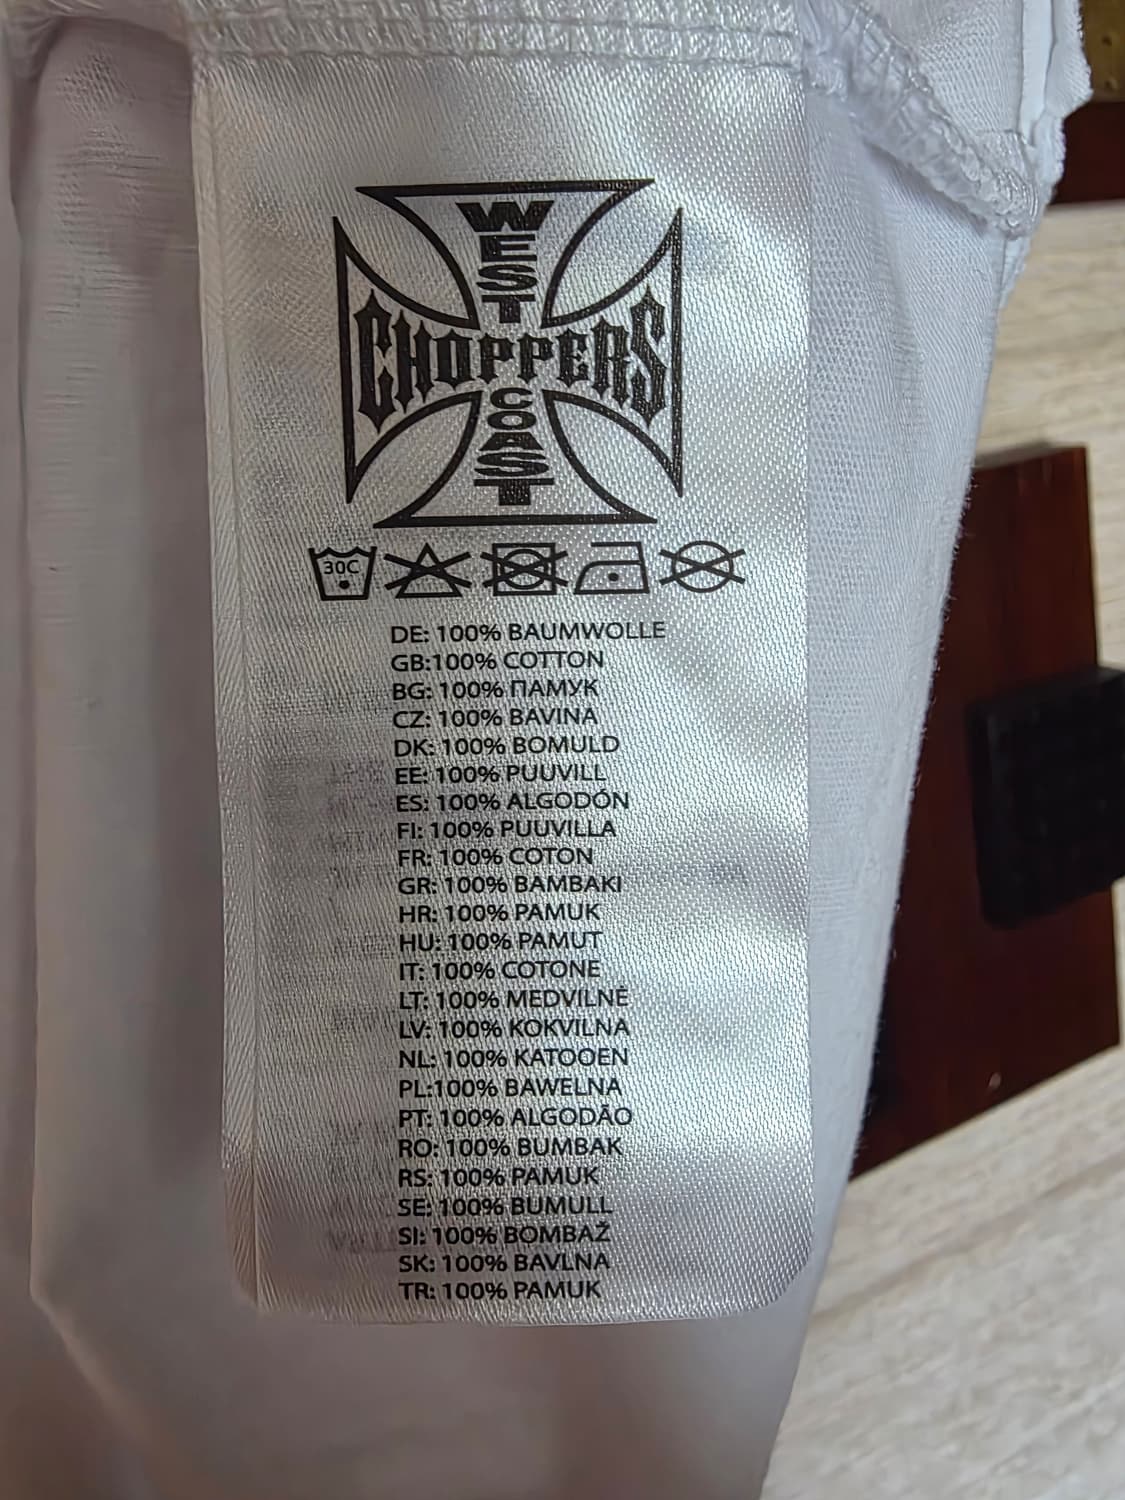 WEST
CHOPPERS
COAST
30C
DE: 100% BAUMWOLLE
GB:100% COTTON
BG: 100% ПАМУК
CZ: 100% BAVINA
DK: 100% BOMULD
EE: 100% PUUVILL
ES: 100% ALGODÓN
FI: 100% PUUVILLA
FR: 100% COTON
GR: 100% BAMBAKI
HR: 100% PAMUK
HU: 100% PAMUT
IT: 100% COTONE
LT: 100% MEDVILNĖ
LV: 100% KOKVILNA
NL: 100% KATOOEN
PL:100% BAWELNA
PT: 100% ALGODÃO
RO: 100% BUMBAK
RS: 100% PAMUK
SE: 100% BUMULL
SI: 100% BOMBAŽ
SK: 100% BAVLNA
TR: 100% PAMUK